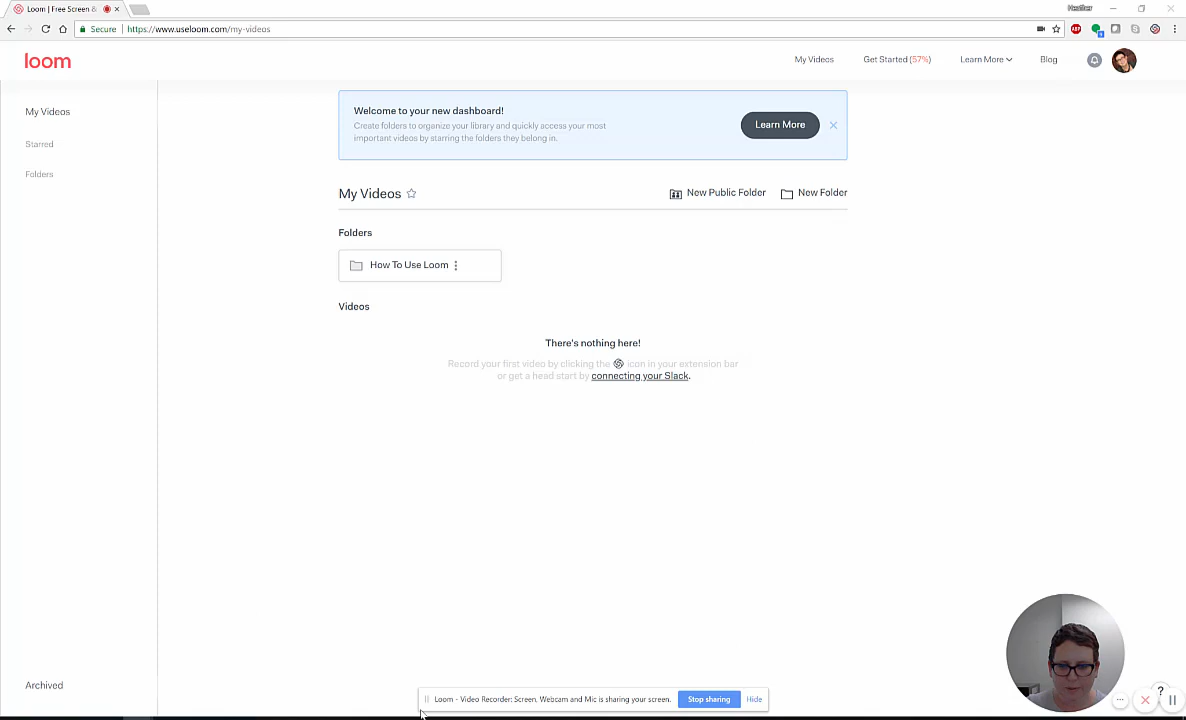 Loom | Free Screen &
Heather
Secure
https://www.useloom.com/my-videos
ABP
loom
My Videos
Get Started (57%)
Learn More
Blog
My Videos
Starred
Folders
Archived
Welcome to your new dashboard!
Create folders to organize your library and quickly access your most
important videos by starring the folders they belong in.
Learn More
My Videos
New Public Folder
New Folder
Folders
How To Use Loom
Videos
There's nothing here!
Record your first video by clicking the icon in your extension bar
or get a head start by connecting your Slack.
Loom - Video Recorder: Screen, Webcam and Mic is sharing your screen.
Stop sharing
Hide
?